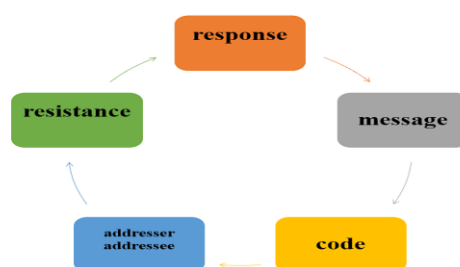 response
resistance
message
addresser
addressee
code